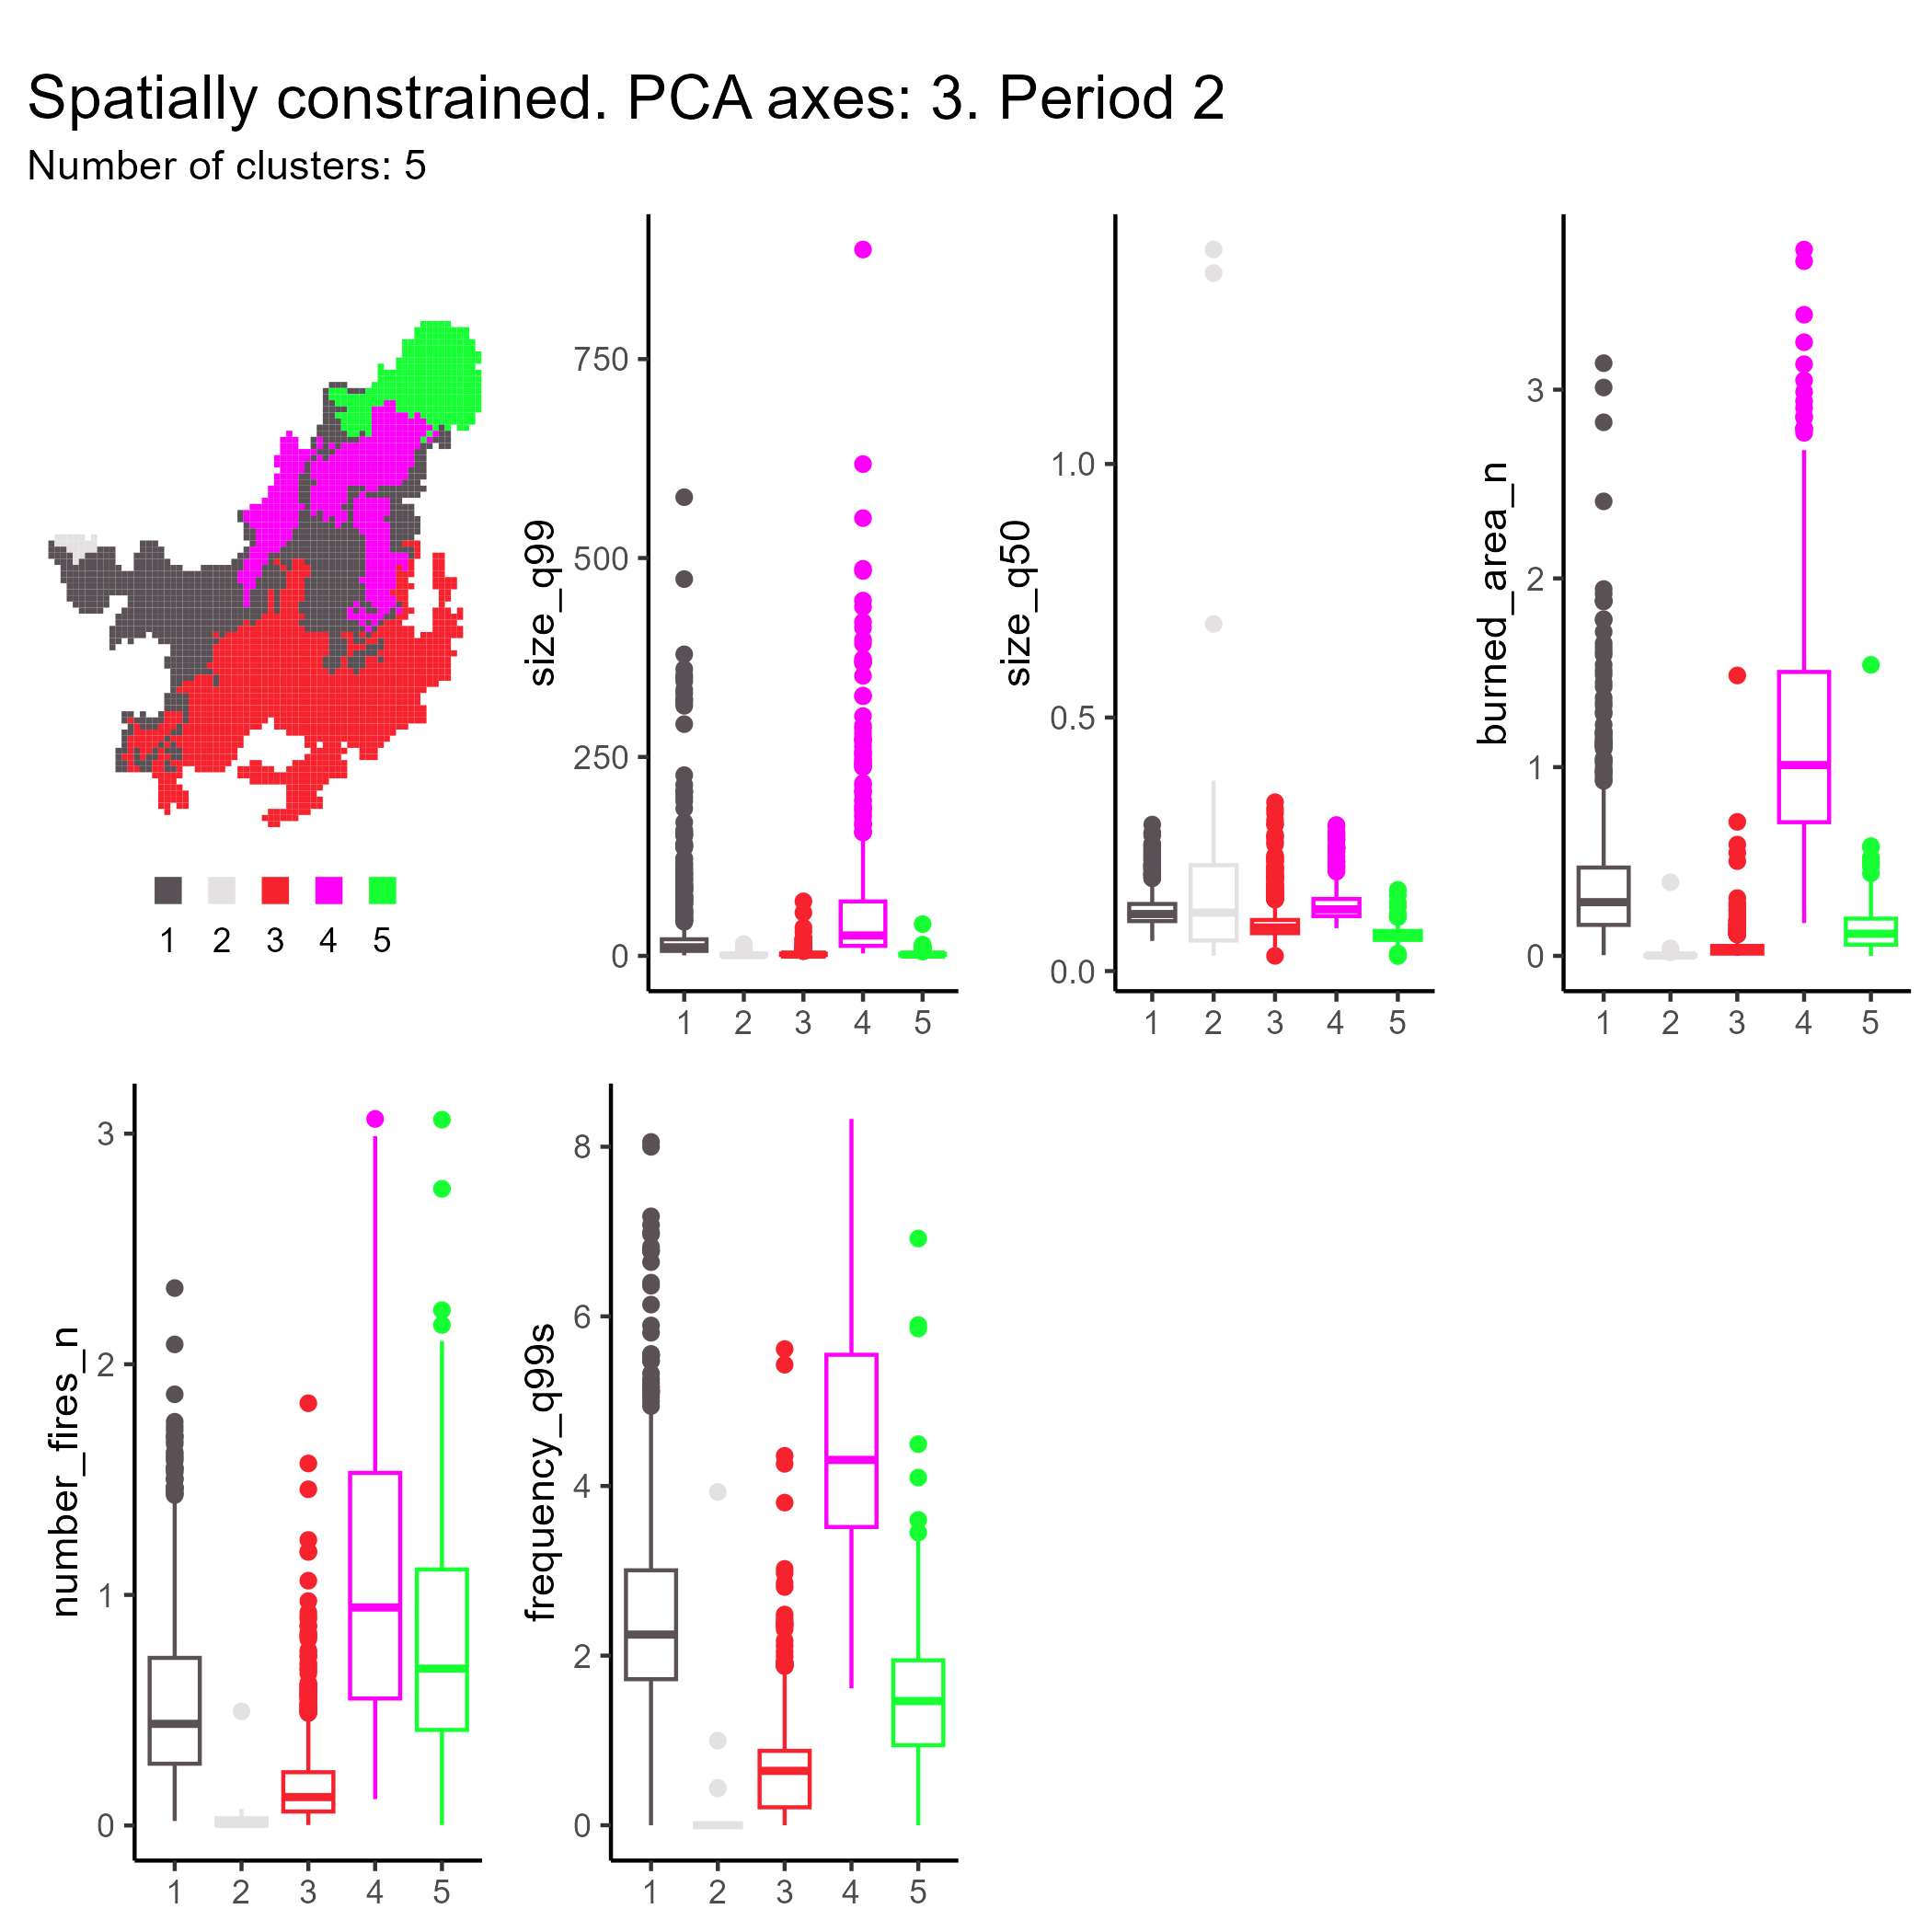 Spatially constrained. PCA axes: 3. Period 2
Number of clusters: 5
1 2 3 4 5
size_q99
750
500
250
0
1 2 3 4 5
size_q50
1.0
0.5
0.0
1 2 3 4 5
burned_area_n
3
2
1
0
1 2 3 4 5
number_fires_n
3
2
1
0
1 2 3 4 5
frequency_q99s
8
6
4
2
0
1 2 3 4 5